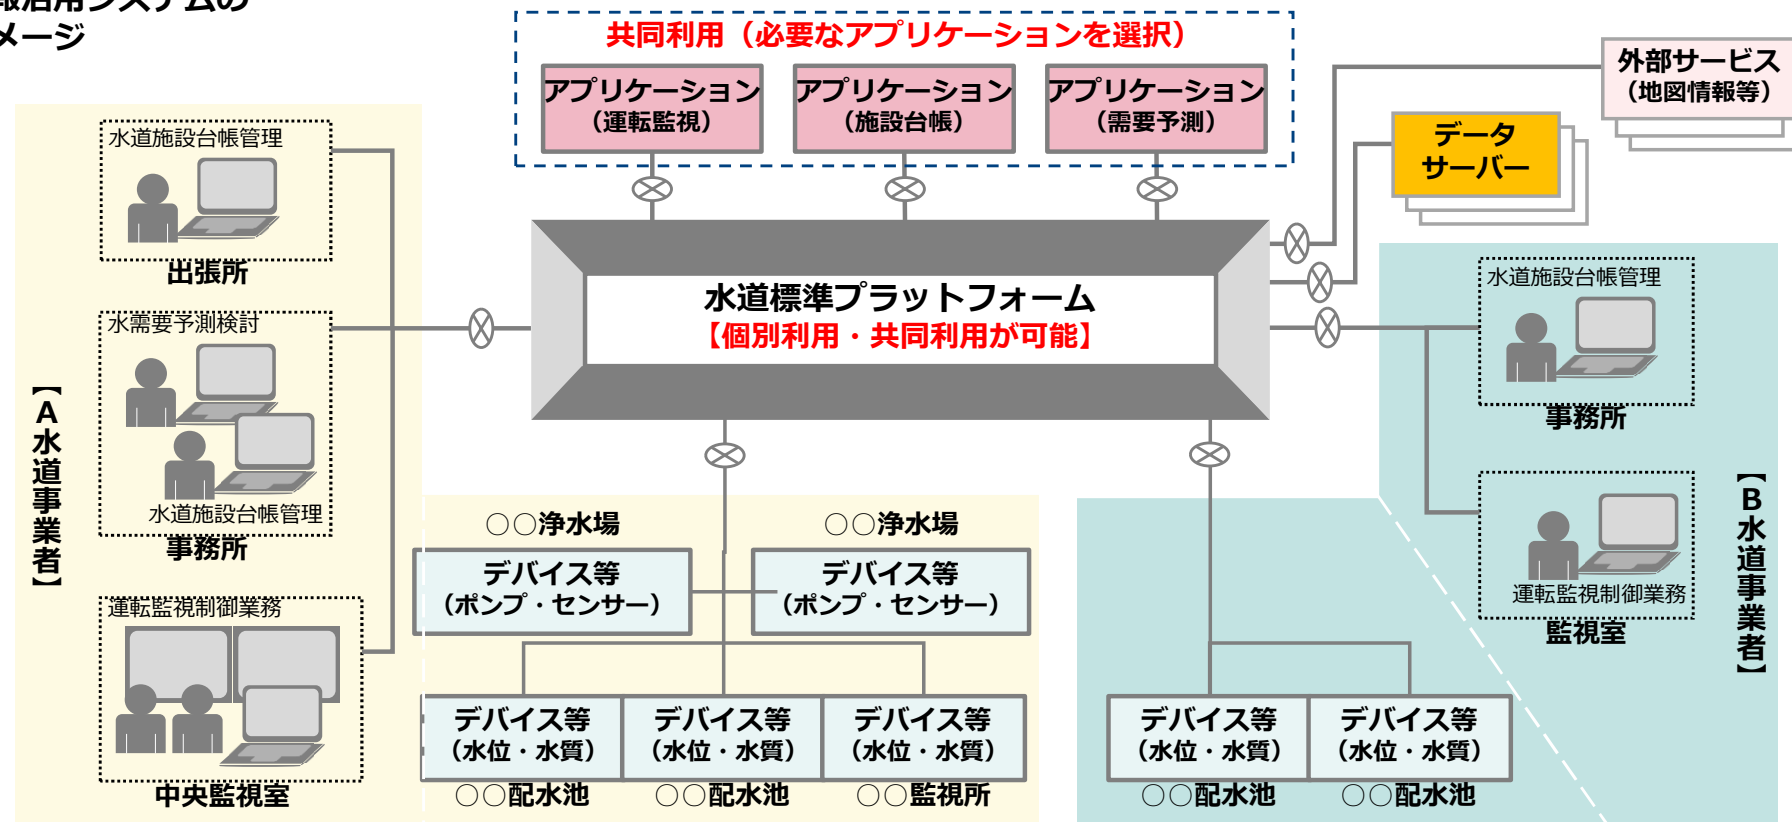 報活用システムの
メージ
共同利用（必要なアプリケーションを選択）
アプリケーション
（運転監視）
アプリケーション
（施設台帳）
アプリケーション
（需要予測）
外部サービス
（地図情報等）
データ
サーバー
水道標準プラットフォーム
【個別利用・共同利用が可能】
【A水道事業者】
水道施設台帳管理
出張所
水需要予測検討
水道施設台帳管理
事務所
運転監視制御業務
中央監視室
○○浄水場
デバイス等
（ポンプ・センサー）
○○浄水場
デバイス等
（ポンプ・センサー）
デバイス等
（水位・水質）
○○配水池
デバイス等
（水位・水質）
○○配水池
デバイス等
（水位・水質）
○○監視所
デバイス等
（水位・水質）
○○配水池
デバイス等
（水位・水質）
○○配水池
水道施設台帳管理
事務所
運転監視制御業務
監視室
【B水道事業者】